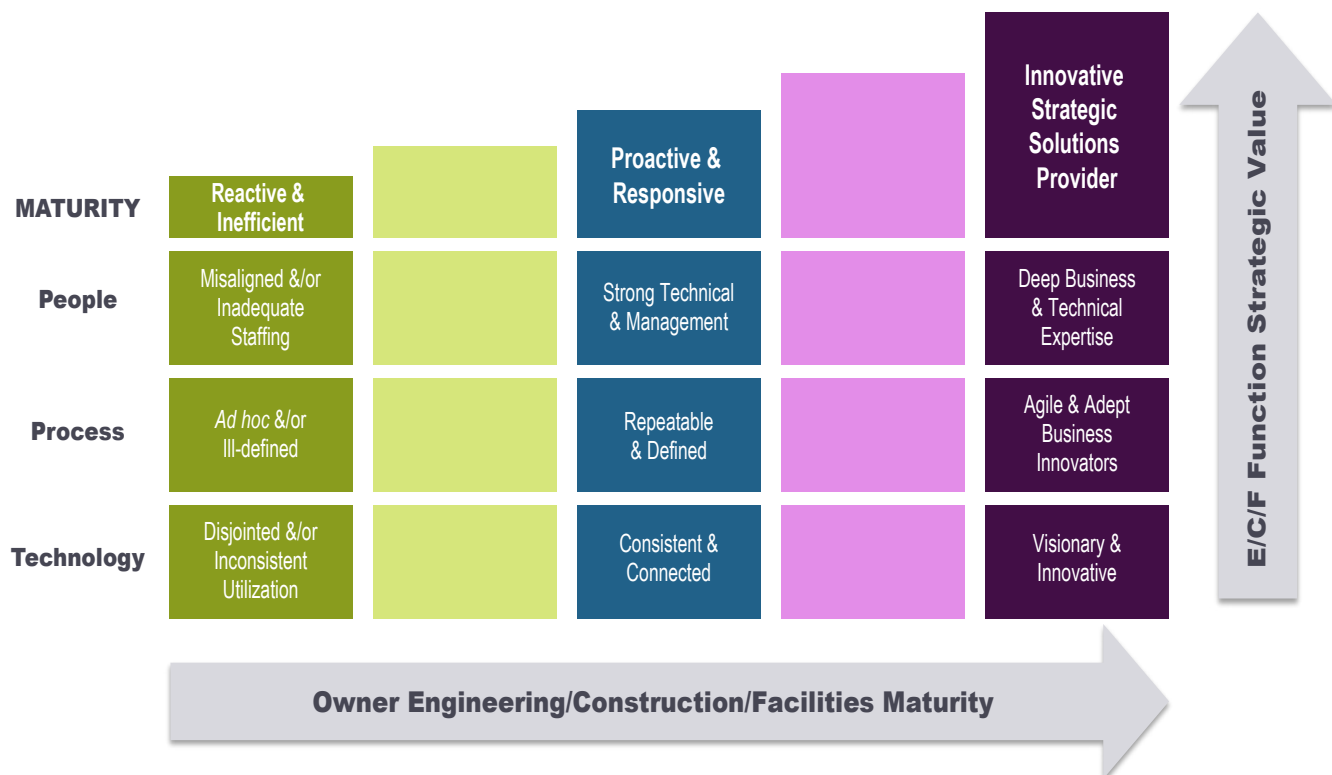 Innovative
Strategic
Solutions
Provider
Proactive &
Responsive
Reactive &
Inefficient
MATURITY
People
Misaligned &/or
Inadequate
Staffing
Strong Technical
& Management
Deep Business
& Technical
Expertise
Process
Ad hoc &/or
Ill-defined
Repeatable
& Defined
Agile & Adept
Business
Innovators
Technology
Disjointed &/or
Inconsistent
Utilization
Consistent &
Connected
Visionary &
Innovative
E/C/F Function Strategic Value
Owner Engineering/Construction/Facilities Maturity